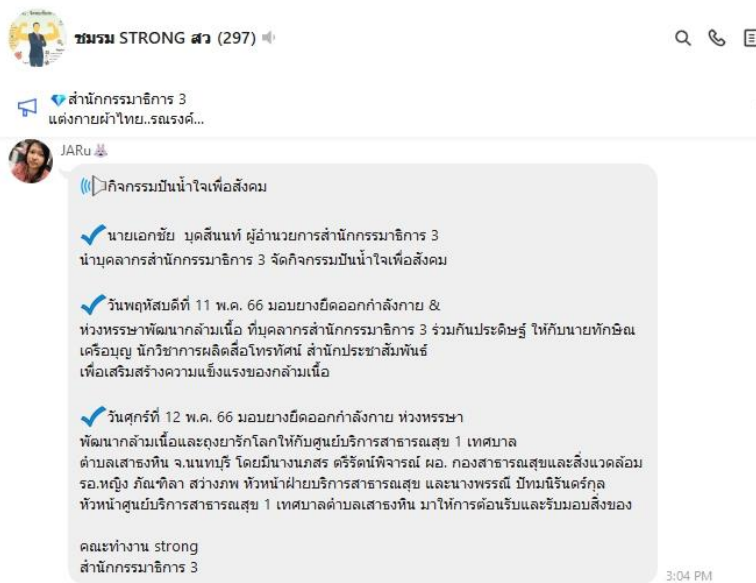 ชมรม STRONG สว (297)
สำนักกรรมาธิการ 3
แต่งกายผ้าไทย..รณรงค์...
JARu
กิจกรรมปันน้ำใจเพื่อสังคม
นายเอกชัย บุดสีนนท์ ผู้อำนวยการสำนักกรรมาธิการ 3
นำบุคลากรสำนักกรรมาธิการ 3 จัดกิจกรรมปันน้ำใจเพื่อสังคม
วันพฤหัสบดีที่ 11 พ.ค. 66 มอบยางยืดออกกำลังกาย &
ห่วงหรรษาพัฒนากล้ามเนื้อ ที่บุคลากรสำนักกรรมาธิการ 3 ร่วมกันประดิษฐ์ ให้กับนายทักษิณ
เครือบุญ นักวิชาการผลิตสื่อโทรทัศน์ สำนักประชาสัมพันธ์
เพื่อเสริมสร้างความแข็งแรงของกล้ามเนื้อ
วันศุกร์ที่ 12 พ.ค. 66 มอบยางยืดออกกำลังกาย ห่วงหรรษา
พัฒนากล้ามเนื้อและถุงยารักโลกให้กับศูนย์บริการสาธารณสุข 1 เทศบาล
ตำบลเสาธงหิน จ.นนทบุรี โดยมีนางนภสร ตรีรัตน์พิจารณ์ ผอ. กองสาธารณสุขและสิ่งแวดล้อม
รอ.หญิง ภัณฑิลา สว่างภพ หัวหน้าฝ่ายบริการสาธารณสุข และนางพรรณี ปัทมนิรันดร์กุล
หัวหน้าศูนย์บริการสาธารณสุข 1 เทศบาลตำบลเสาธงหิน มาให้การต้อนรับและรับมอบสิ่งของ
คณะทำงาน strong
สำนักกรรมาธิการ 3
3:04 PM